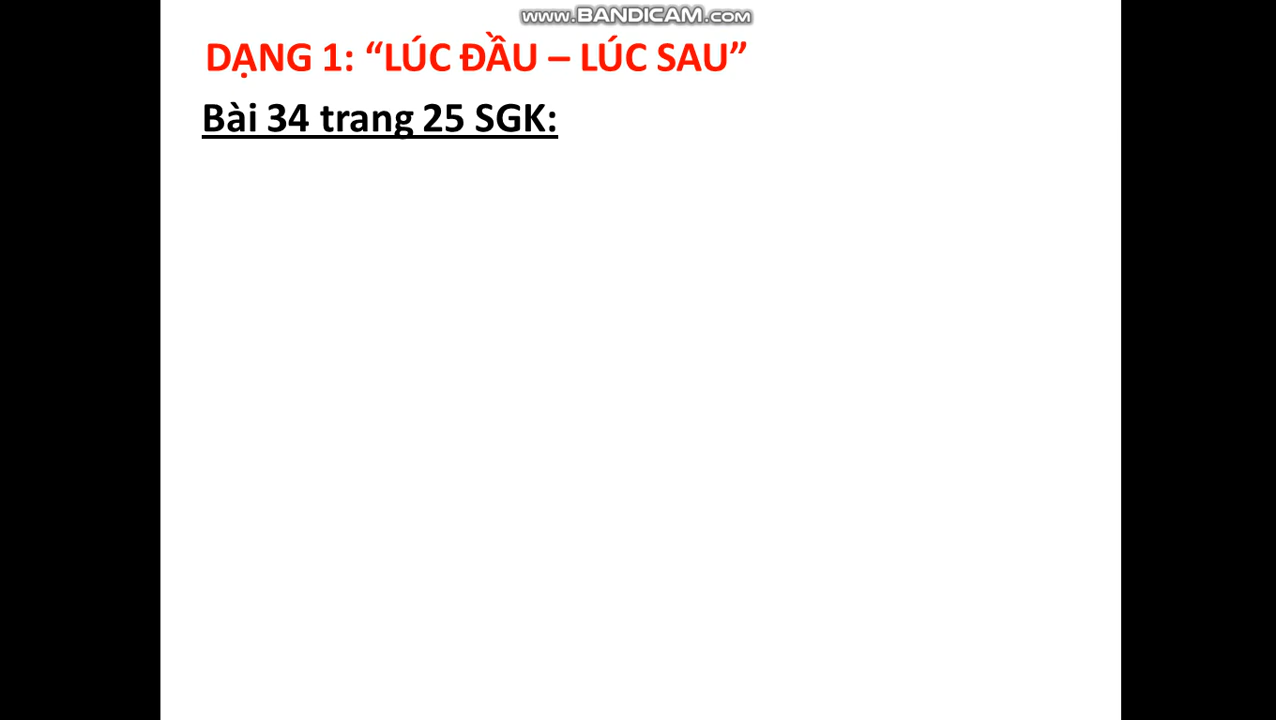 www.BANDICAM.com
DẠNG 1: “LÚC ĐẦU – LÚC SAU”
Bài 34 trang 25 SGK: